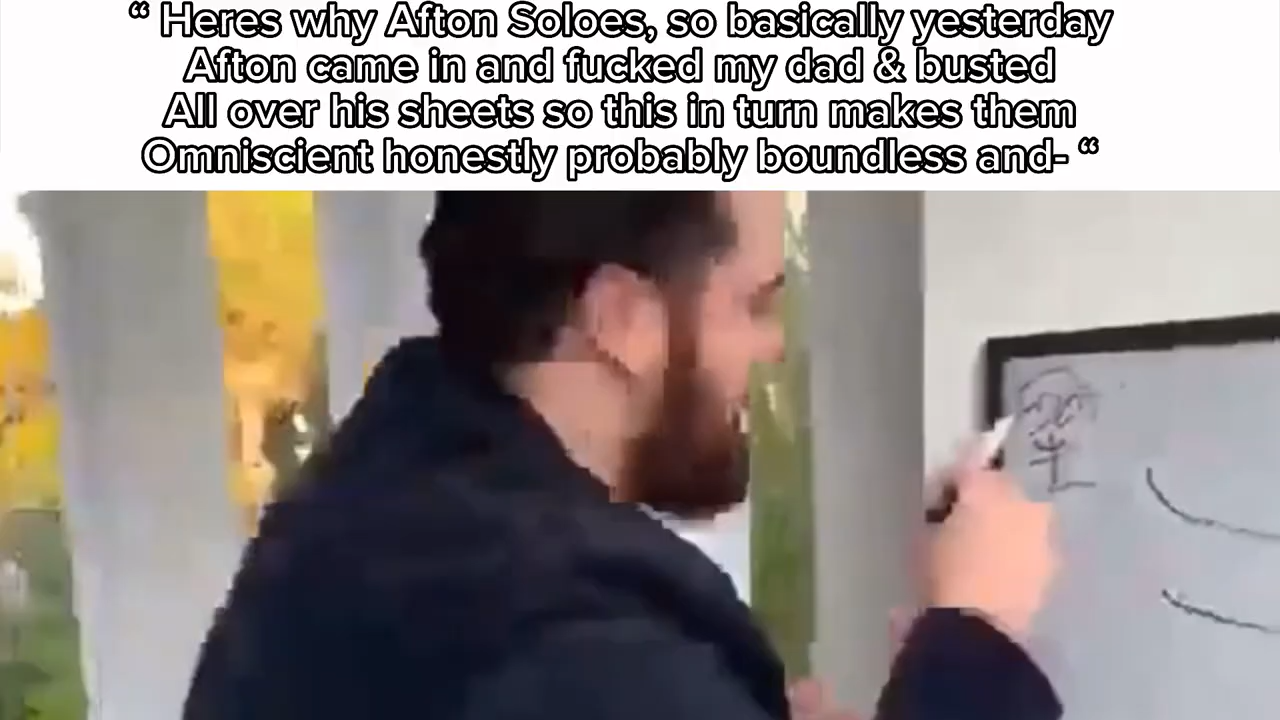 “ Heres why Afton Soloes, so basically yesterday
Afton came in and fucked my dad & busted
All over his sheets so this in turn makes them
Omniscient honestly probably boundless and- “